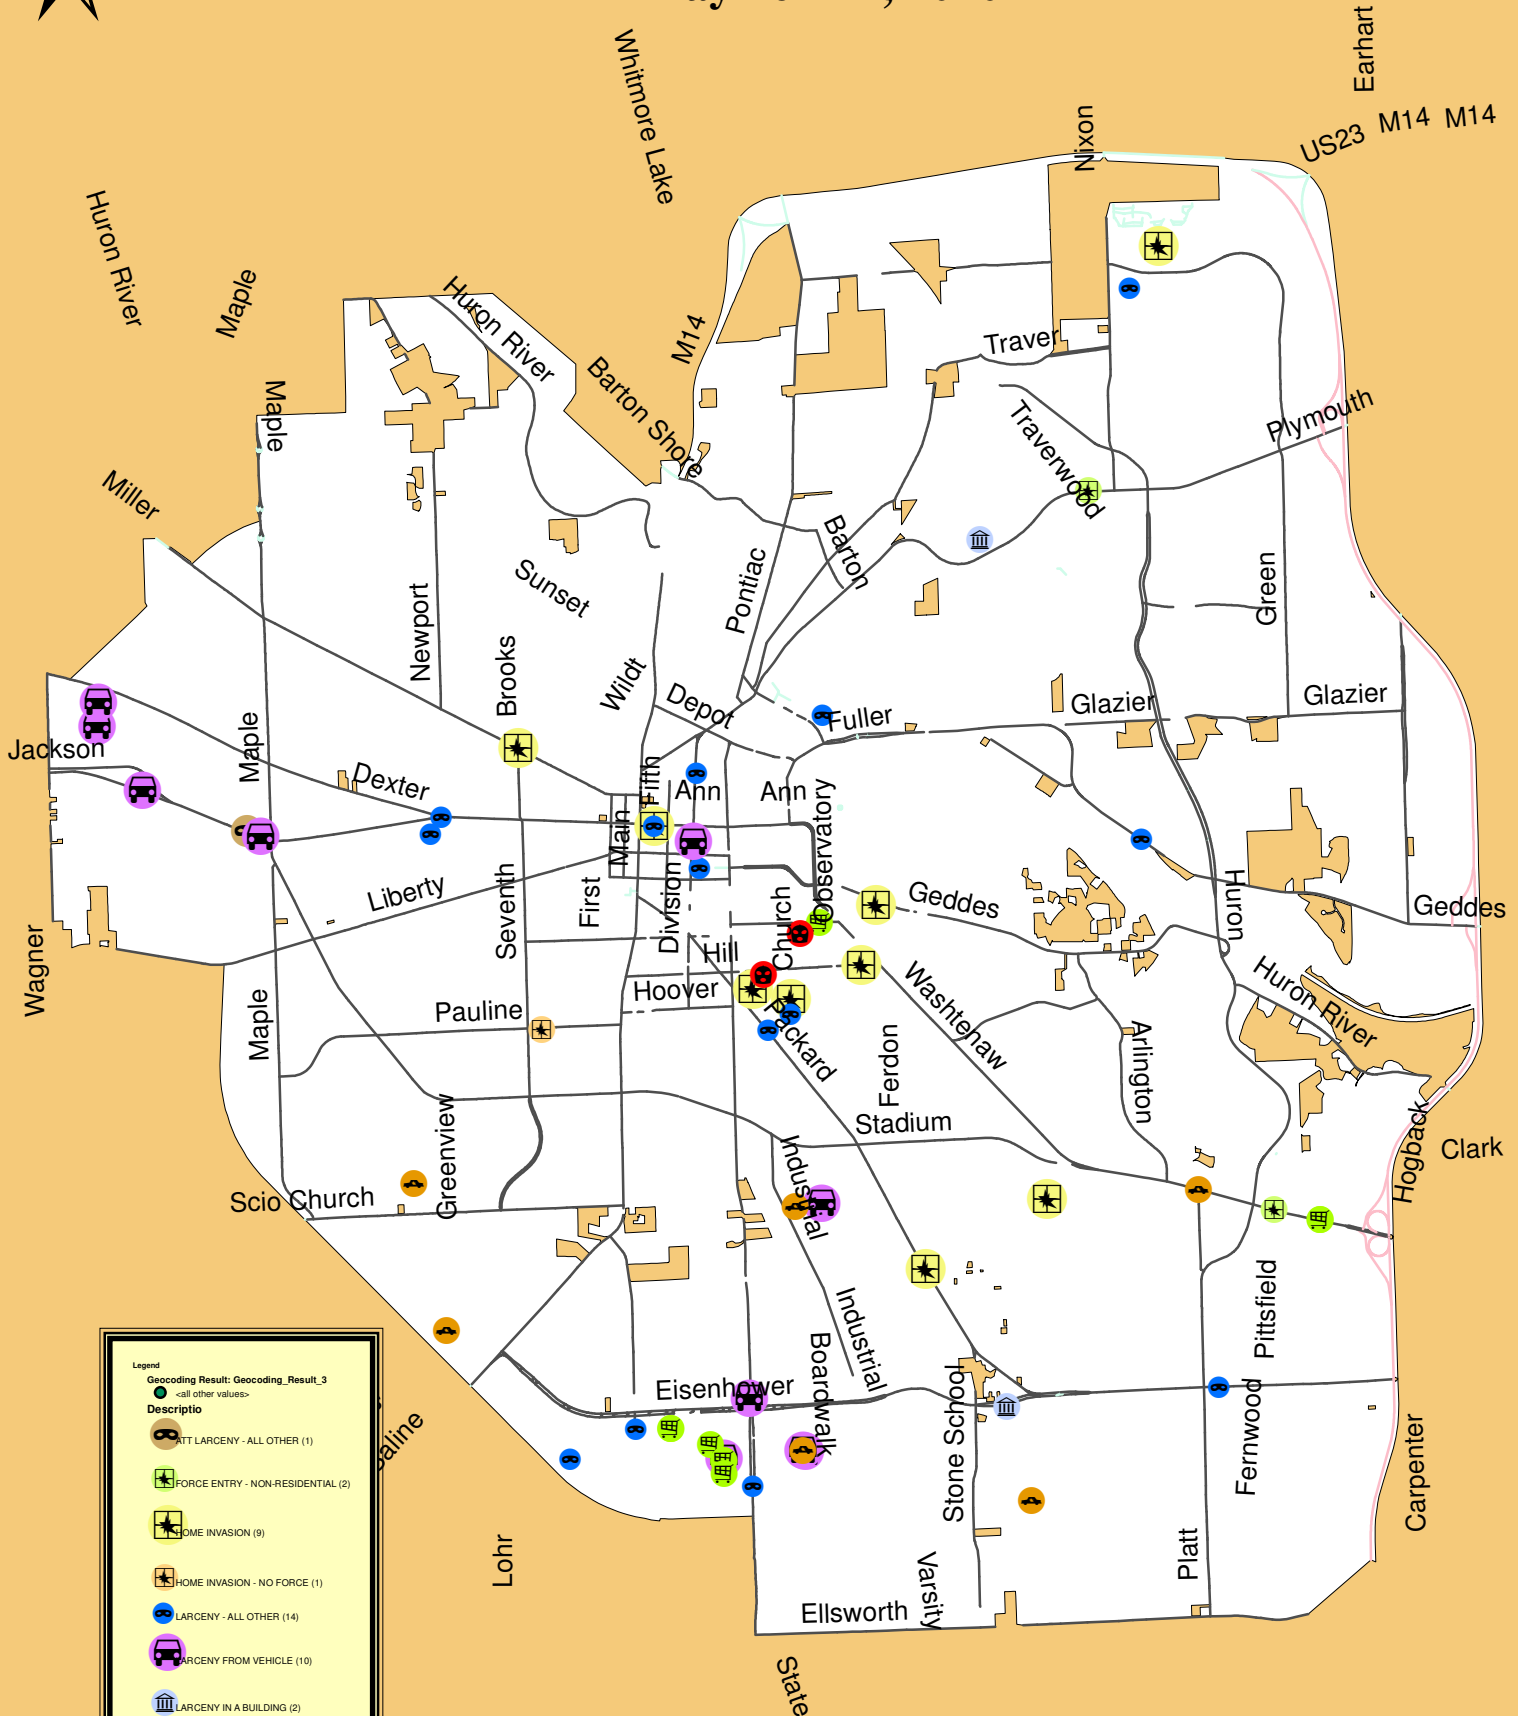 Earhart
Whitmore Lake
Nixon
US23
M14
M14
Huron River
Maple
Huron River
M14
Traver
Barton Shore
Maple
Plymouth
Traverwood
Miller
Barton
Sunset
Pontiac
Green
Newport
Brooks
Wildt
Depot
Glazier
Glazier
Fuller
Maple
Jackson
Dexter
Fifth
Ann
Ann
Main
Observatory
Liberty
Seventh
First
Division
Church
Geddes
Huron
Geddes
Wagner
Hill
Hoover
Washtenaw
Huron River
Pauline
Maple
Packard
Ferdon
Arlington
Stadium
Greenview
Hogback
Clark
Scio Church
Industrial
Industrial
Pittsfield
Eisenhower
Boardwalk
Stone School
Fernwood
Carpenter
Lohr
Varsity
Platt
Ellsworth
State
Legend
Geocoding Result: Geocoding_Result_3
<all other values>
Descriptio
ATT LARCENY - ALL OTHER (1)
FORCE ENTRY - NON-RESIDENTIAL (2)
HOME INVASION (9)
HOME INVASION - NO FORCE (1)
LARCENY - ALL OTHER (14)
LARCENY FROM VEHICLE (10)
LARCENY IN A BUILDING (2)